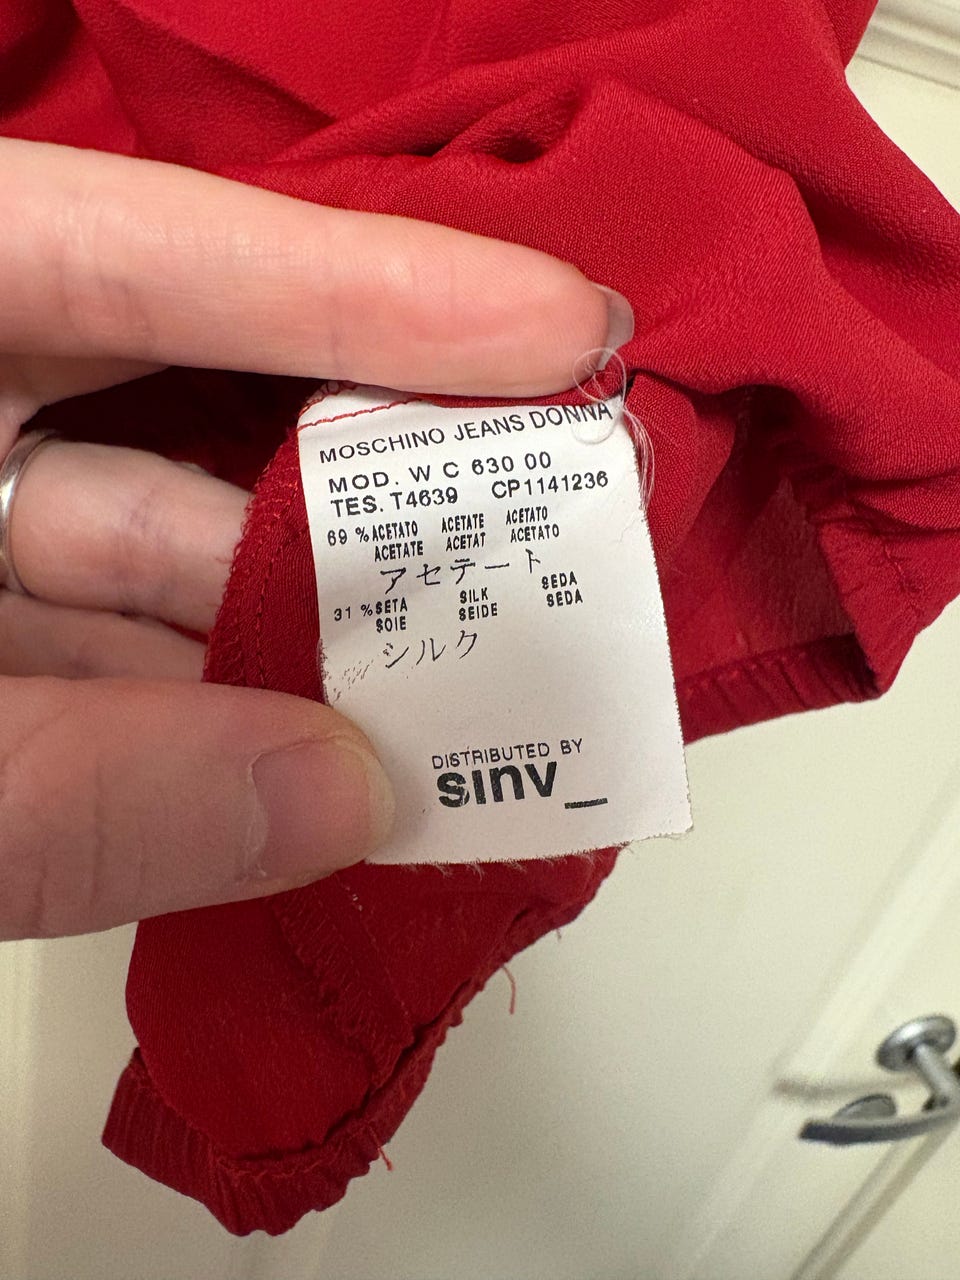 MOSCHINO JEANS DONNA
MOD. W C 630 00
TES. T4639 CP1141236
69 % ACETATO ACETATE ACETATO
ACETATE ACETAT ACETATO
アセテート
31 % SETA SILK SEDA
SOIE SEIDE SEDA
シルク
DISTRIBUTED BY
sinv_